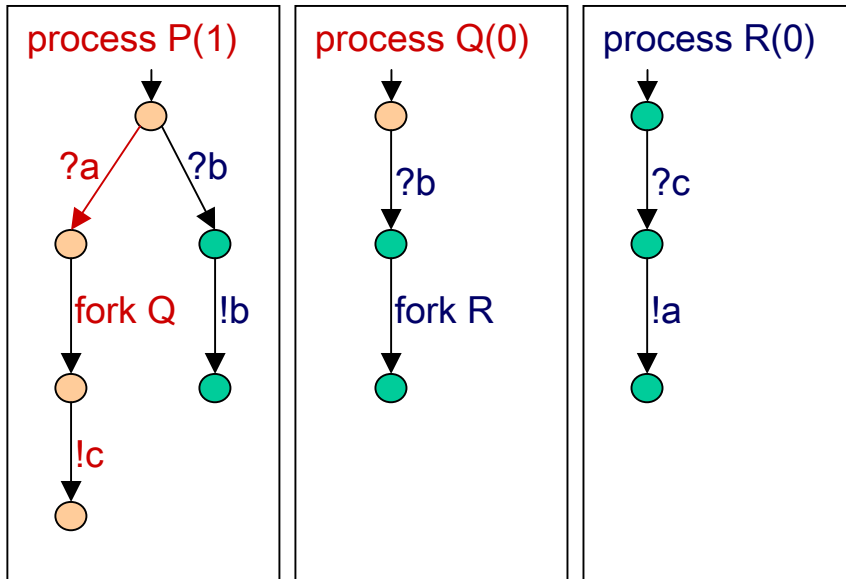 process P(1)
?a
?b
fork Q
!b
!c
process Q(0)
?b
fork R
process R(0)
?c
!a